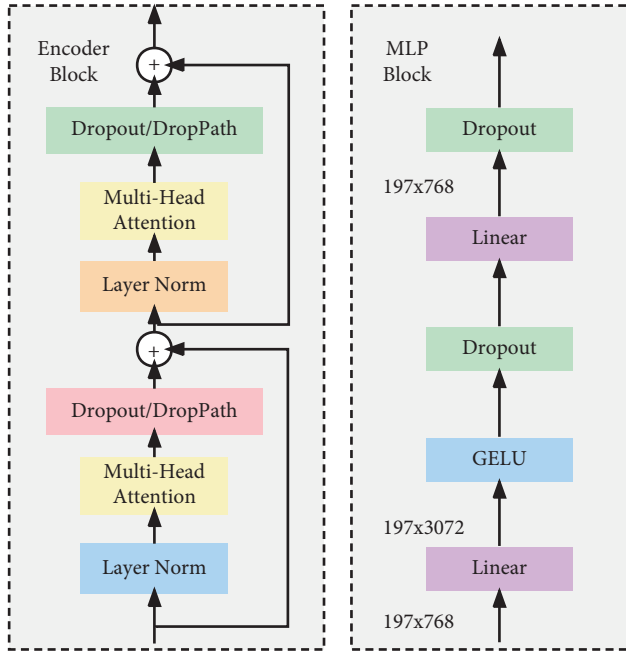 Encoder
Block
+
Dropout/DropPath
Multi-Head
Attention
Layer Norm
+
Dropout/DropPath
Multi-Head
Attention
Layer Norm
MLP
Block
Dropout
197x768
Linear
Dropout
GELU
197x3072
Linear
197x768